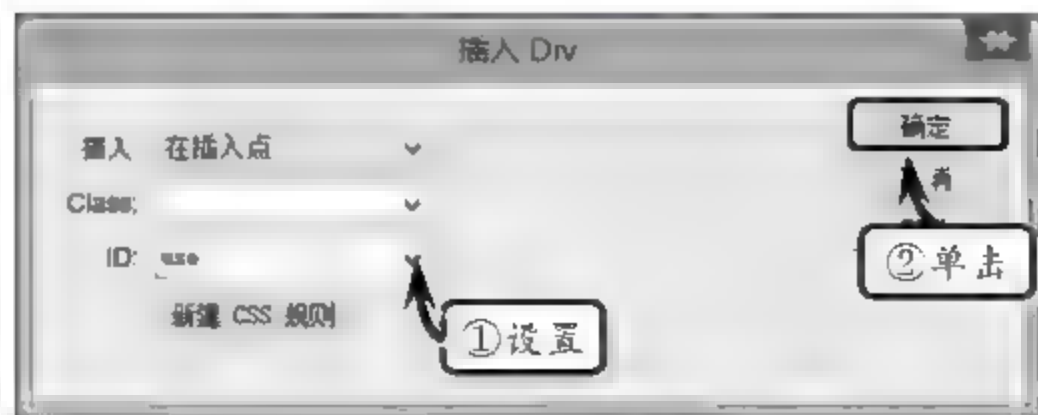 插入 Div
插入 在插入点
确定
Class:
ID: use
②单击
新建 CSS 规则
①设置